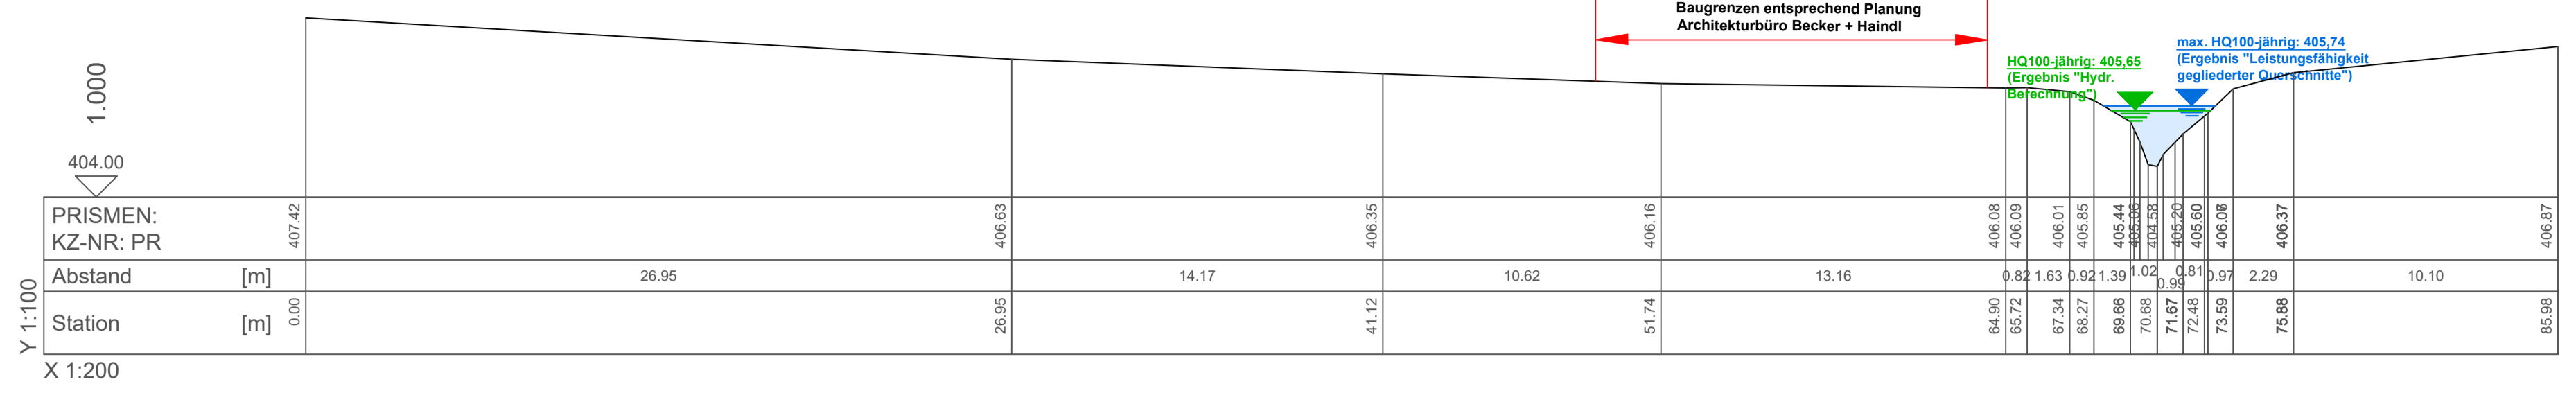 Baugrenzen entsprechend Planung
Architekturbüro Becker + Haindl
HQ100-jährig: 405,65
(Ergebnis "Hydr.
Berechnung")
max. HQ100-jährig: 405,74
(Ergebnis "Leistungsfähigkeit
gegliederter Querschnitte")
1.000
404.00
PRISMEN:
KZ-NR: PR
407.42 406.63 406.35 406.16 406.08 406.09 406.01 405.85 405.44 405.06 404.58 405.20 405.60 406.37 406.87
Abstand [m] 26.95 14.17 10.62 13.16 0.82 1.63 0.92 1.39 1.02 0.99 0.81 0.97 2.29 10.10
Station [m] 0.00 26.95 41.12 51.74 64.90 65.72 67.34 68.27 69.66 70.68 71.67 72.48 73.59 75.88 85.98
Y 1:100
X 1:200